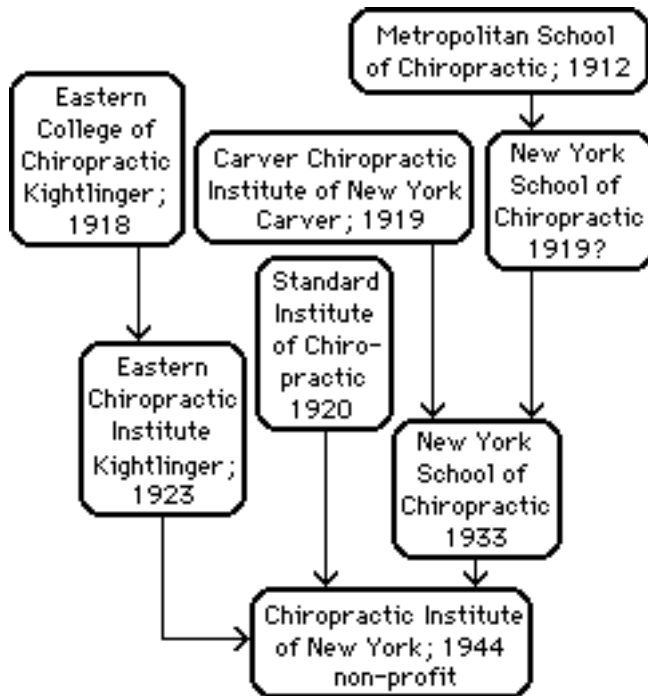 Metropolitan School
of Chiropractic; 1912
Eastern
College of
Chiropractic
Kightlinger;
1918
Carver Chiropractic
Institute of New York
Carver; 1919
New York
School of
Chiropractic
1919?
Standard
Institute
of Chiro-
practic
1920
Eastern
Chiropractic
Institute
Kightlinger;
1923
New York
School of
Chiropractic
1933
Chiropractic Institute
of New York; 1944
non-profit